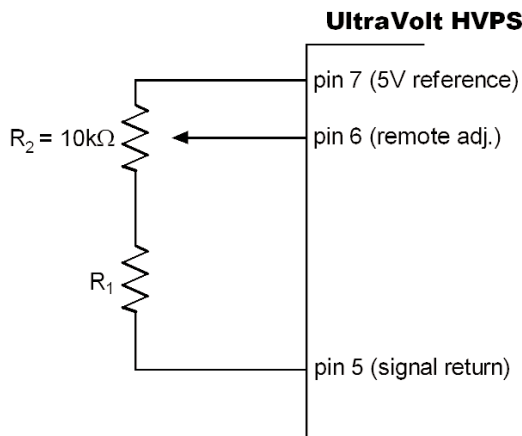 UltraVolt HVPS
pin 7 (5V reference)
R₂ = 10kΩ
pin 6 (remote adj.)
R₁
pin 5 (signal return)